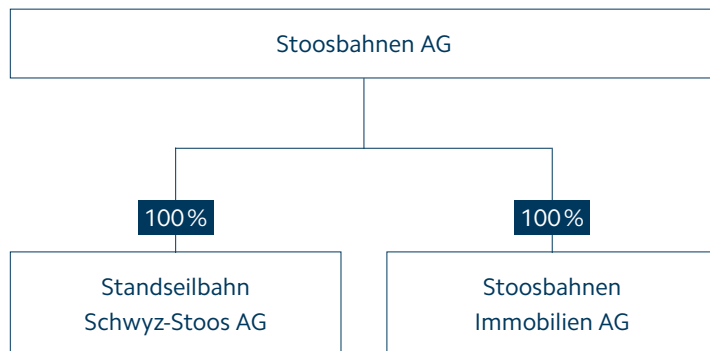 Stoosbahnen AG
100%
100%
Standseilbahn
Schwyz-Stoos AG
Stoosbahnen
Immobilien AG